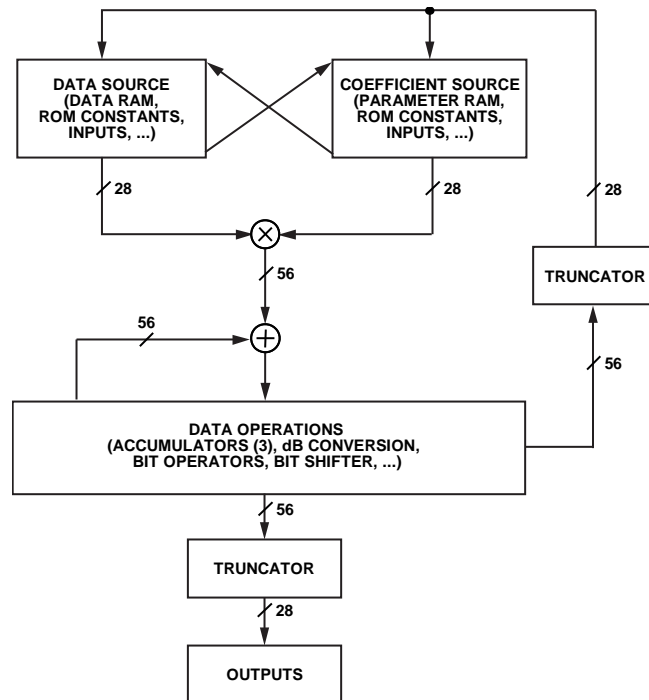 DATA SOURCE
(DATA RAM,
ROM CONSTANTS,
INPUTS, ...)
COEFFICIENT SOURCE
(PARAMETER RAM,
ROM CONSTANTS,
INPUTS, ...)
28
28
28
×
56
TRUNCATOR
56
+
56
DATA OPERATIONS
(ACCUMULATORS (3), dB CONVERSION,
BIT OPERATORS, BIT SHIFTER, ...)
56
TRUNCATOR
28
OUTPUTS